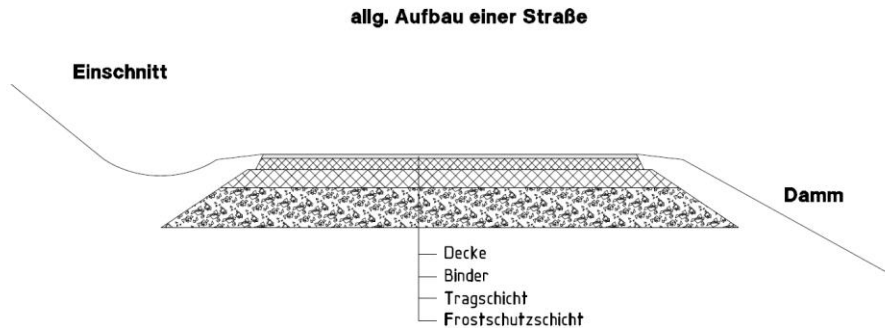 allg. Aufbau einer Straße
Einschnitt
Damm
Decke
Binder
Tragschicht
Frostschutzschicht